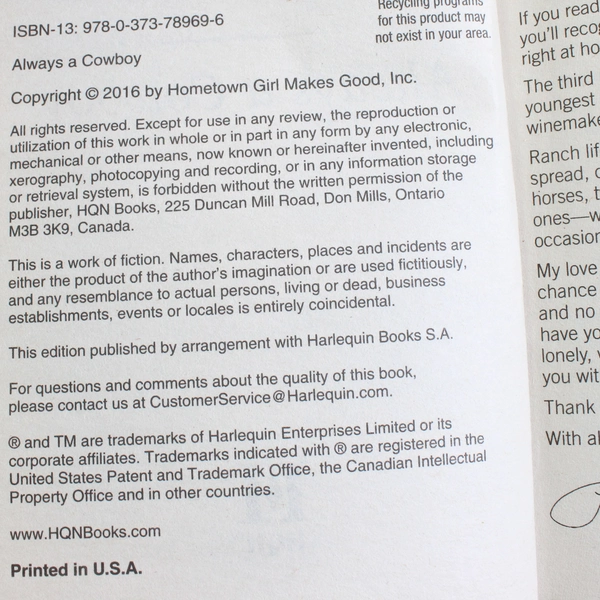 Recycling programs
for this product may
not exist in your area.
ISBN-13: 978-0-373-78969-6
Always a Cowboy
Copyright © 2016 by Hometown Girl Makes Good, Inc.
All rights reserved. Except for use in any review, the reproduction or
utilization of this work in whole or in part in any form by any electronic,
mechanical or other means, now known or hereinafter invented, including
xerography, photocopying and recording, or in any information storage
or retrieval system, is forbidden without the written permission of the
publisher, HQN Books, 225 Duncan Mill Road, Don Mills, Ontario
M3B 3K9, Canada.
This is a work of fiction. Names, characters, places and incidents are
either the product of the author's imagination or are used fictitiously,
and any resemblance to actual persons, living or dead, business
establishments, events or locales is entirely coincidental.
This edition published by arrangement with Harlequin Books S.A.
For questions and comments about the quality of this book,
please contact us at CustomerService@Harlequin.com.
® and TM are trademarks of Harlequin Enterprises Limited or its
corporate affiliates. Trademarks indicated with ® are registered in the
United States Patent and Trademark Office, the Canadian Intellectual
Property Office and in other countries.
www.HQNBooks.com
Printed in U.S.A.
If you read
you'll reco
right at ho
The third
youngest
winemake
Ranch lif
spread, c
horses, t
ones—w
occasion
My love
chance
and no
have yo
lonely,
you wit
Thank
With al